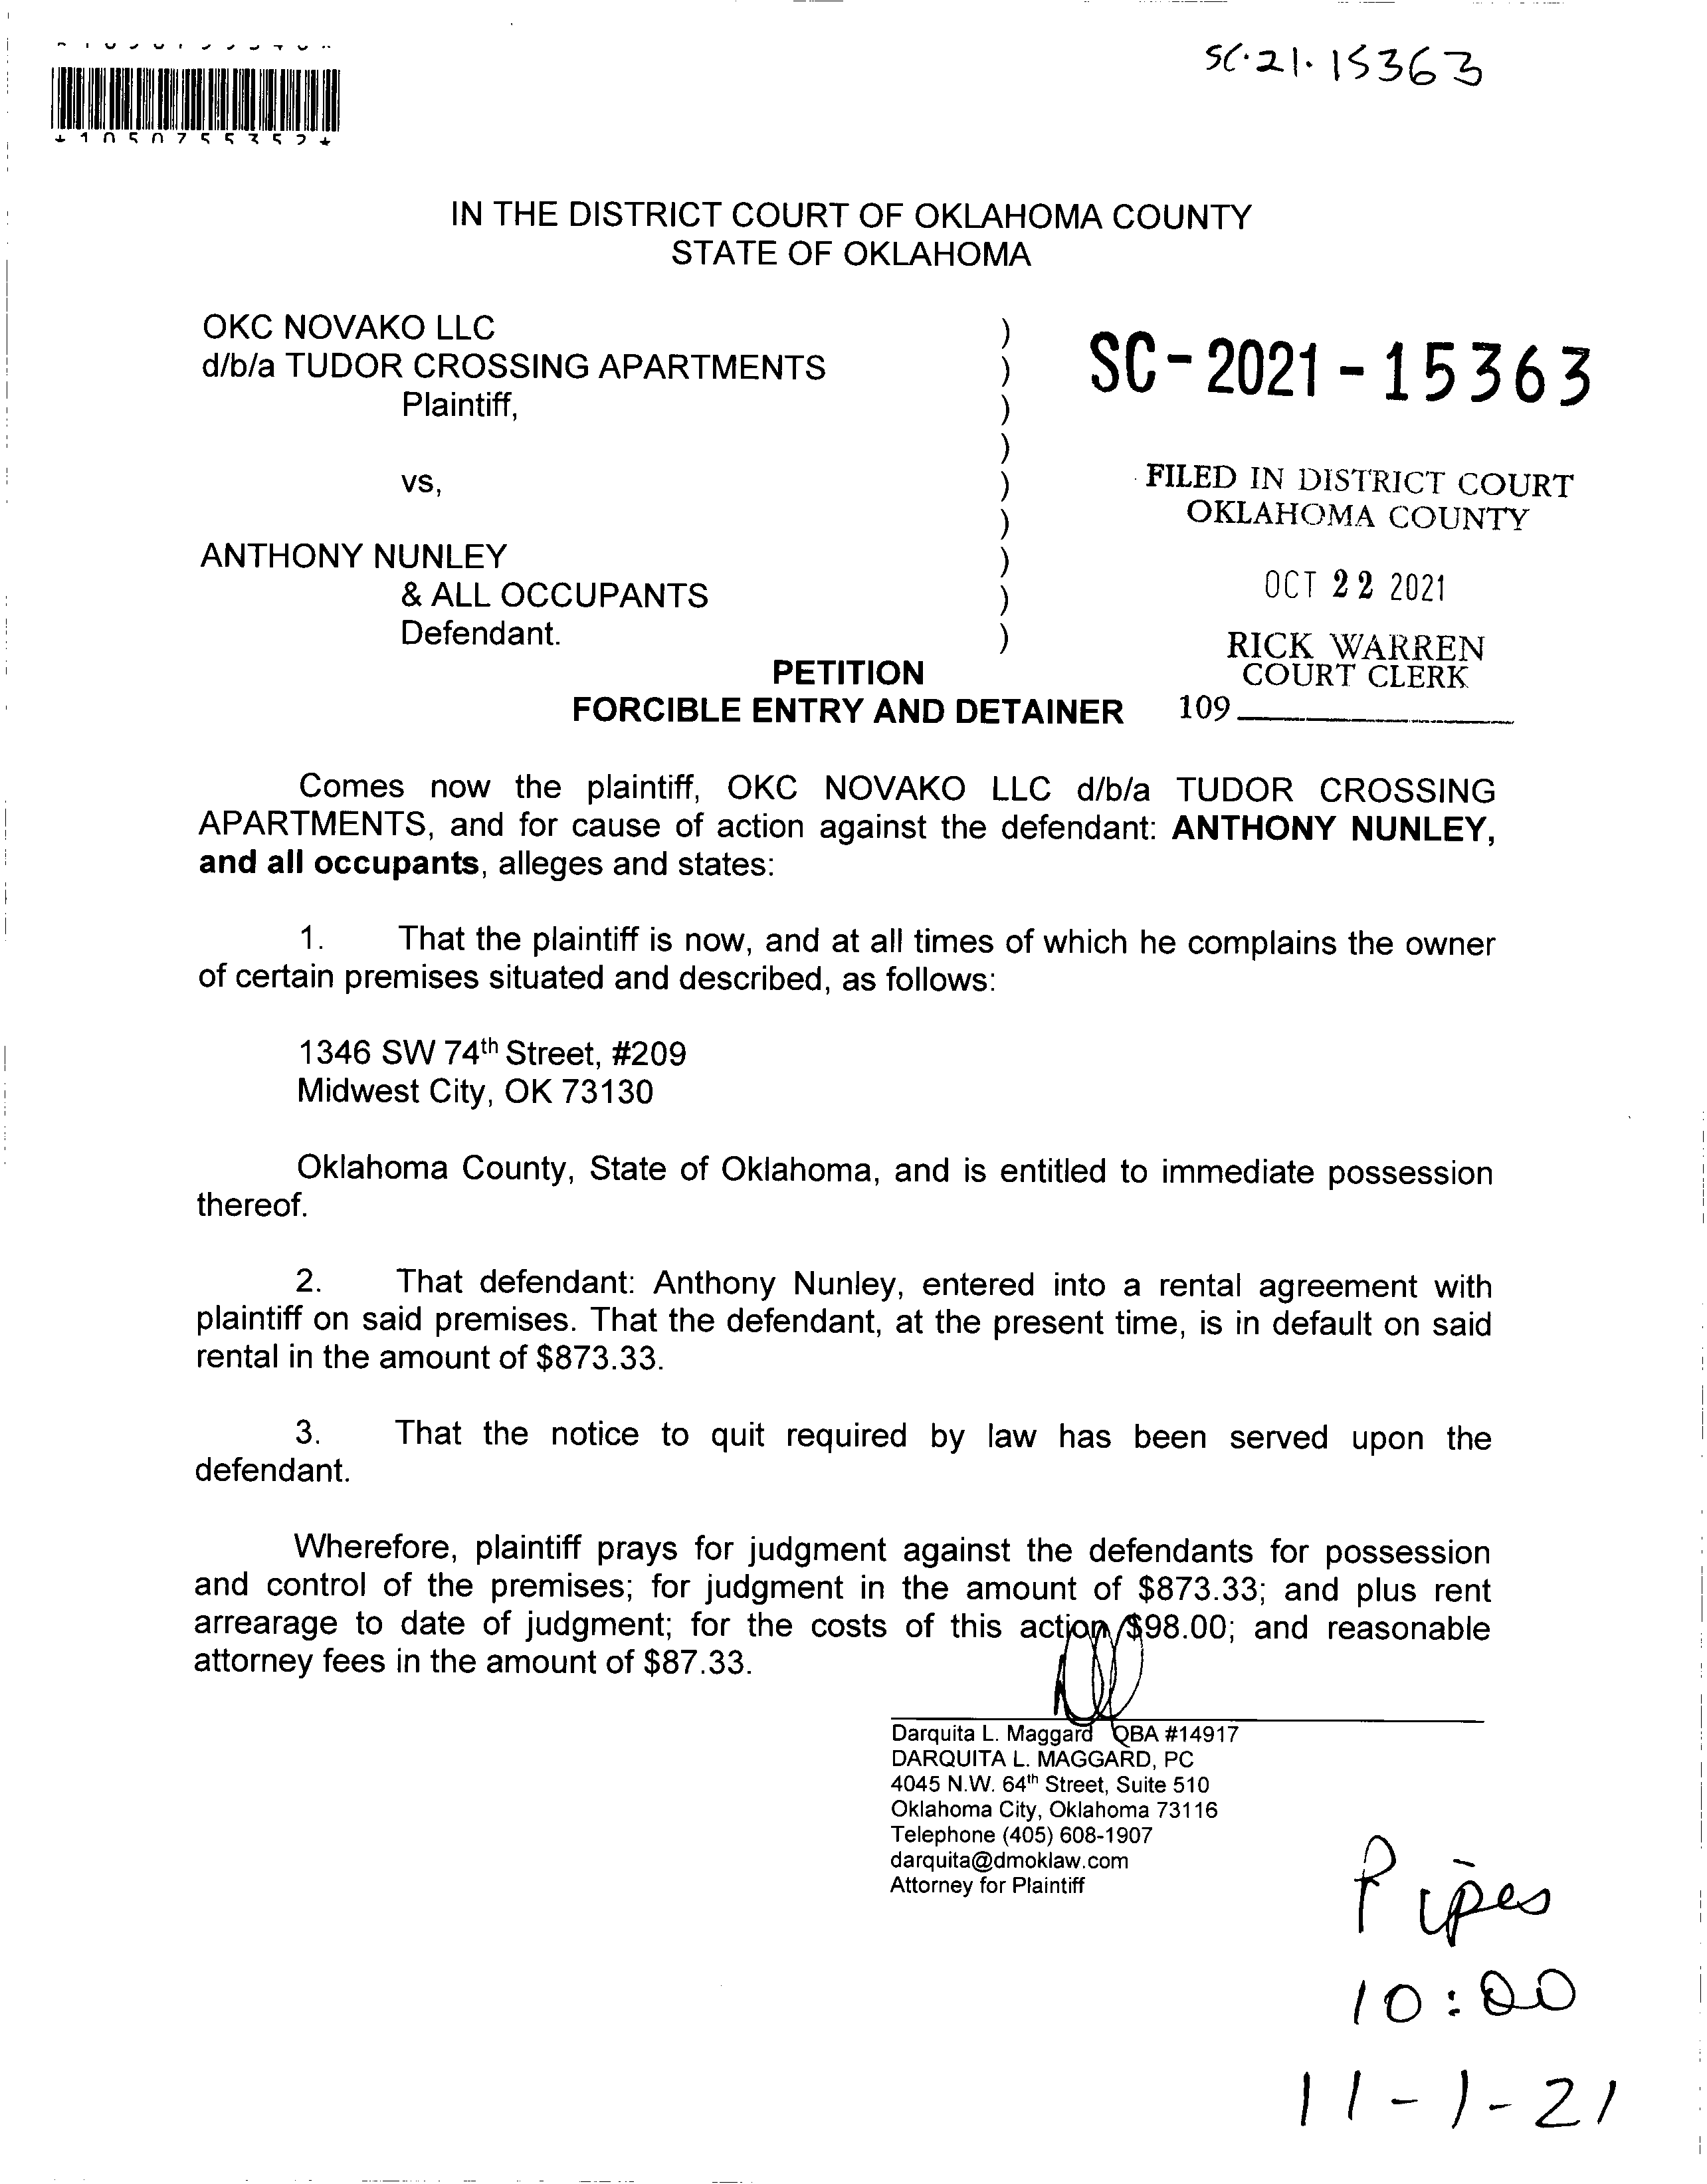 SC·21·15363
*1050755352*
IN THE DISTRICT COURT OF OKLAHOMA COUNTY
STATE OF OKLAHOMA
OKC NOVAKO LLC )
d/b/a TUDOR CROSSING APARTMENTS )
Plaintiff, )
)
vs, )
)
ANTHONY NUNLEY )
& ALL OCCUPANTS )
Defendant. )
SC-2021-15363
FILED IN DISTRICT COURT
OKLAHOMA COUNTY
OCT 22 2021
RICK WARREN
COURT CLERK
109
PETITION
FORCIBLE ENTRY AND DETAINER
Comes now the plaintiff, OKC NOVAKO LLC d/b/a TUDOR CROSSING
APARTMENTS, and for cause of action against the defendant: ANTHONY NUNLEY,
and all occupants, alleges and states:
1. That the plaintiff is now, and at all times of which he complains the owner
of certain premises situated and described, as follows:
1346 SW 74th Street, #209
Midwest City, OK 73130
Oklahoma County, State of Oklahoma, and is entitled to immediate possession
thereof.
2. That defendant: Anthony Nunley, entered into a rental agreement with
plaintiff on said premises. That the defendant, at the present time, is in default on said
rental in the amount of $873.33.
3. That the notice to quit required by law has been served upon the
defendant.
Wherefore, plaintiff prays for judgment against the defendants for possession
and control of the premises; for judgment in the amount of $873.33; and plus rent
arrearage to date of judgment; for the costs of this action $98.00; and reasonable
attorney fees in the amount of $87.33.
Darquita L. Maggard OBA #14917
DARQUITA L. MAGGARD, PC
4045 N.W. 64th Street, Suite 510
Oklahoma City, Oklahoma 73116
Telephone (405) 608-1907
darquita@dmoklaw.com
Attorney for Plaintiff
Pipes
10:00
11-1-21